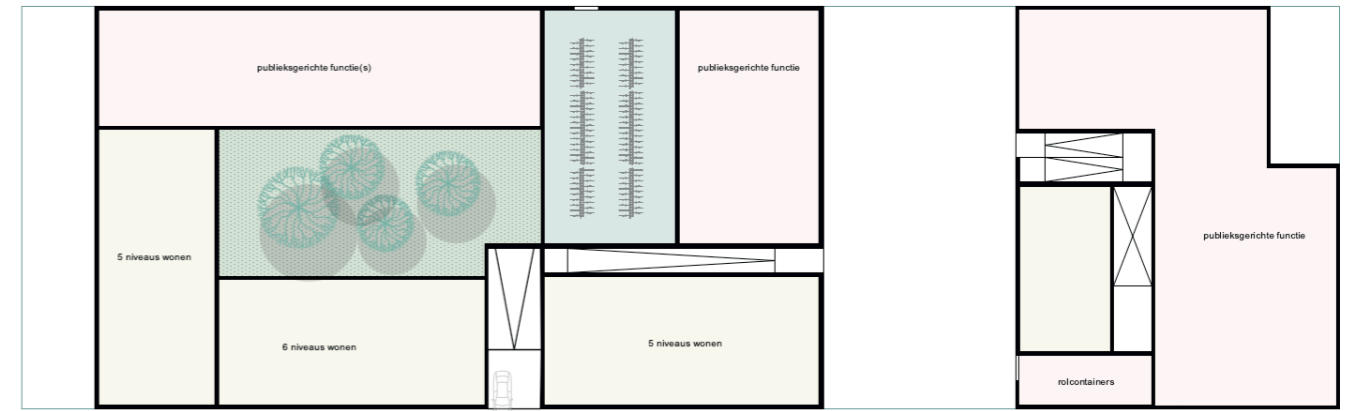 publieksgerichte functie(s)
publieksgerichte functie
5 niveaus wonen
6 niveaus wonen
5 niveaus wonen
publieksgerichte functie
rolcontainers